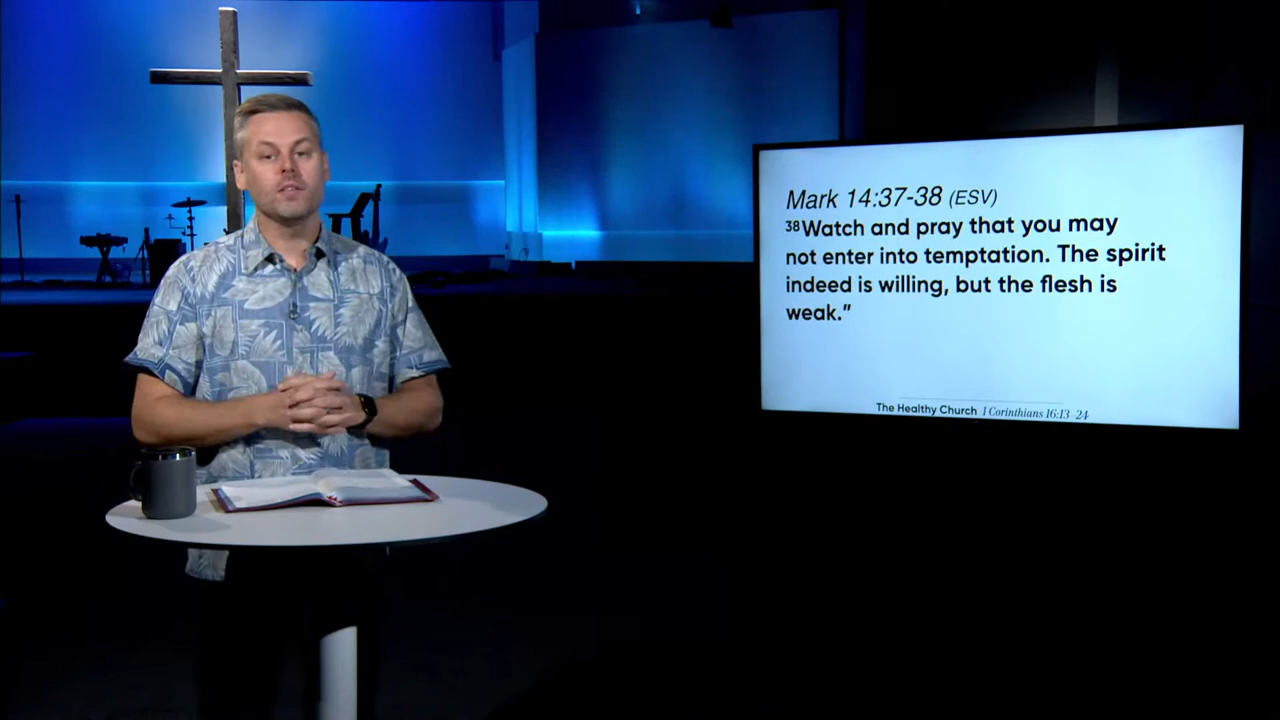 Mark 14:37-38 (ESV)
38Watch and pray that you may
not enter into temptation. The spirit
indeed is willing, but the flesh is
weak.”
The Healthy Church 1 Corinthians 16:13-24